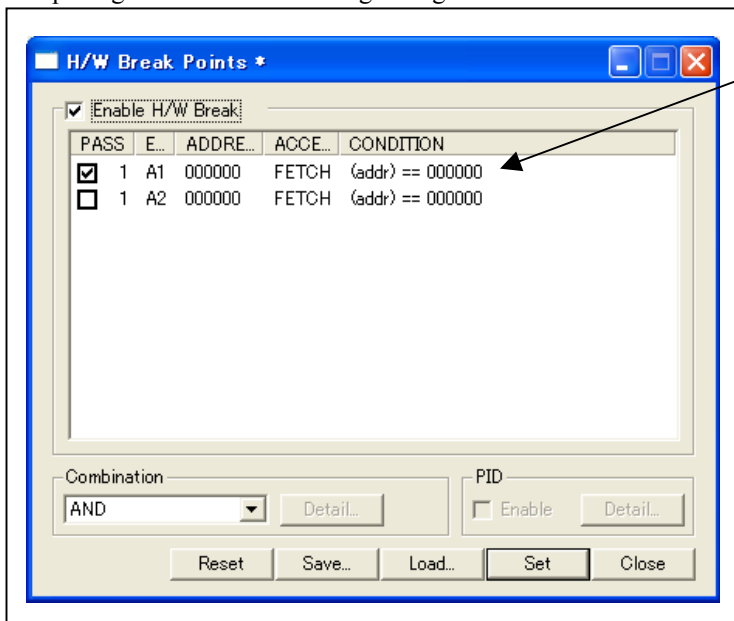 H/W Break Points *
Enable H/W Break
PASS E... ADDRE... ACCE... CONDITION
1 A1 000000 FETCH (addr) == 000000
1 A2 000000 FETCH (addr) == 000000
Combination
PID
AND
Detail...
Enable
Detail...
Reset
Save...
Load...
Set
Close